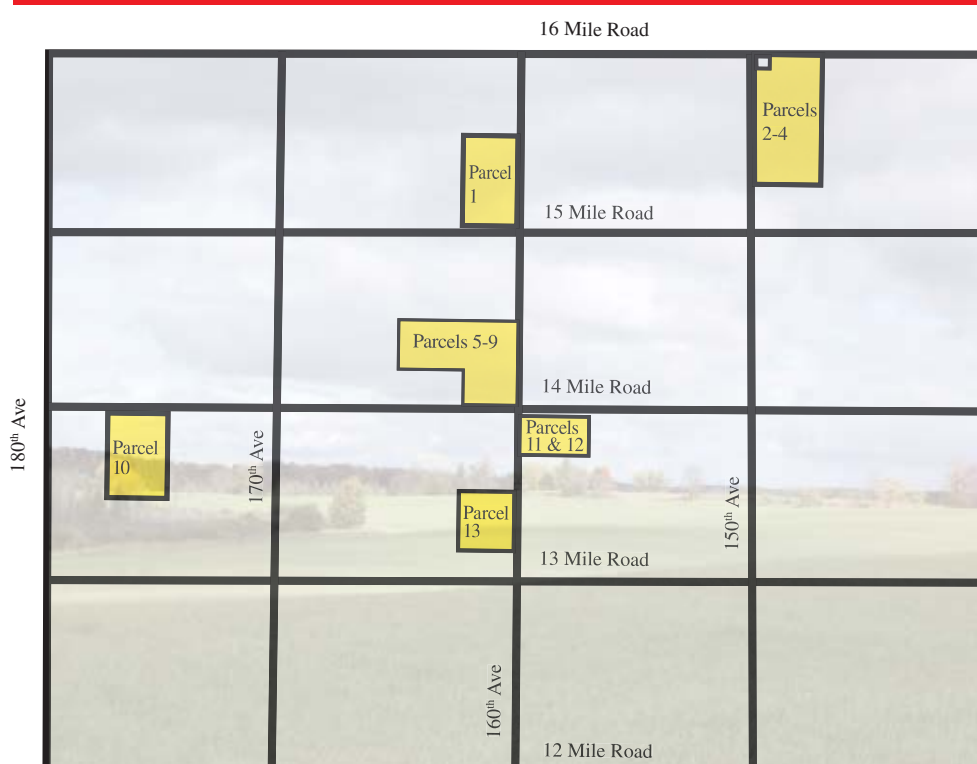 16 Mile Road
Parcels
2-4
Parcel
1
15 Mile Road
Parcels 5-9
14 Mile Road
180th Ave
Parcel
10
170th Ave
Parcels
11 & 12
Parcel
13
150th Ave
13 Mile Road
160th Ave
12 Mile Road